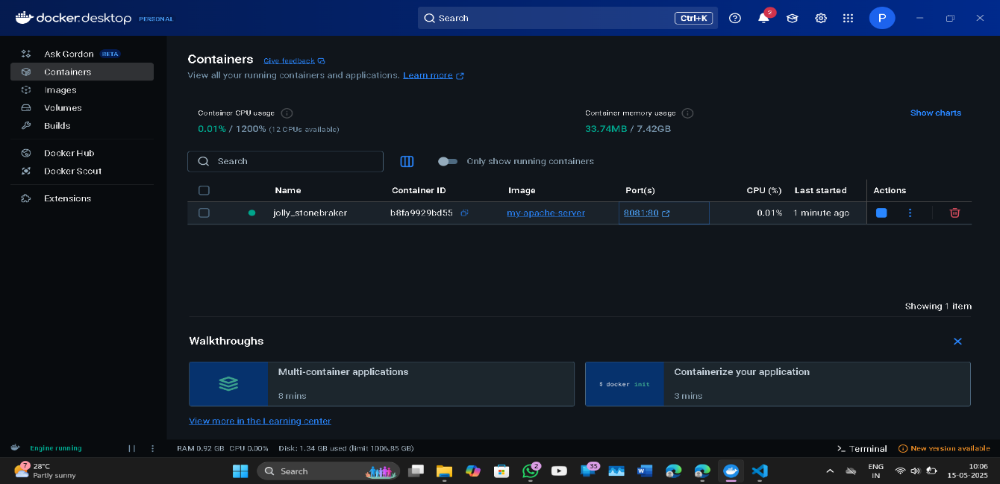 docker.desktop PERSONAL
Search Ctrl+K
2
P
Ask Gordon BETA
Containers
Images
Volumes
Builds
Docker Hub
Docker Scout
Extensions
Containers Give feedback
View all your running containers and applications. Learn more
Container CPU usage
0.01% / 1200% (12 CPUs available)
Container memory usage
33.74MB / 7.42GB
Show charts
Search
Only show running containers
Name Container ID Image Port(s) CPU (%) Last started Actions
jolly_stonebraker b8fa9929bd55 my-apache-server 8081:80 0.01% 1 minute ago
Showing 1 item
Walkthroughs
Multi-container applications
8 mins
$ docker init
Containerize your application
3 mins
View more in the Learning center
Engine running
RAM 0.92 GB CPU 0.00% Disk: 1.34 GB used (limit 1006.85 GB)
Terminal
New version available
7
28°C
Partly sunny
Search
2
35
ENG
IN
10:06
15-05-2025